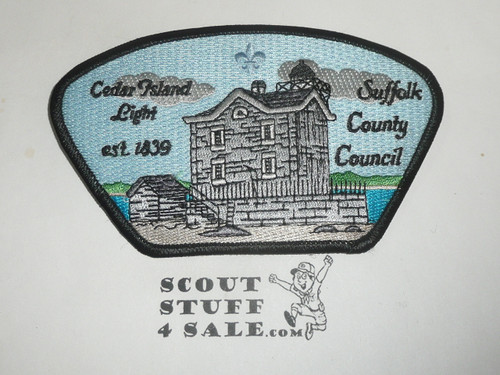 Cedar Island
Light
est. 1839
Suffolk
County
Council
SCOUT
STUFF
4 SALE.COM